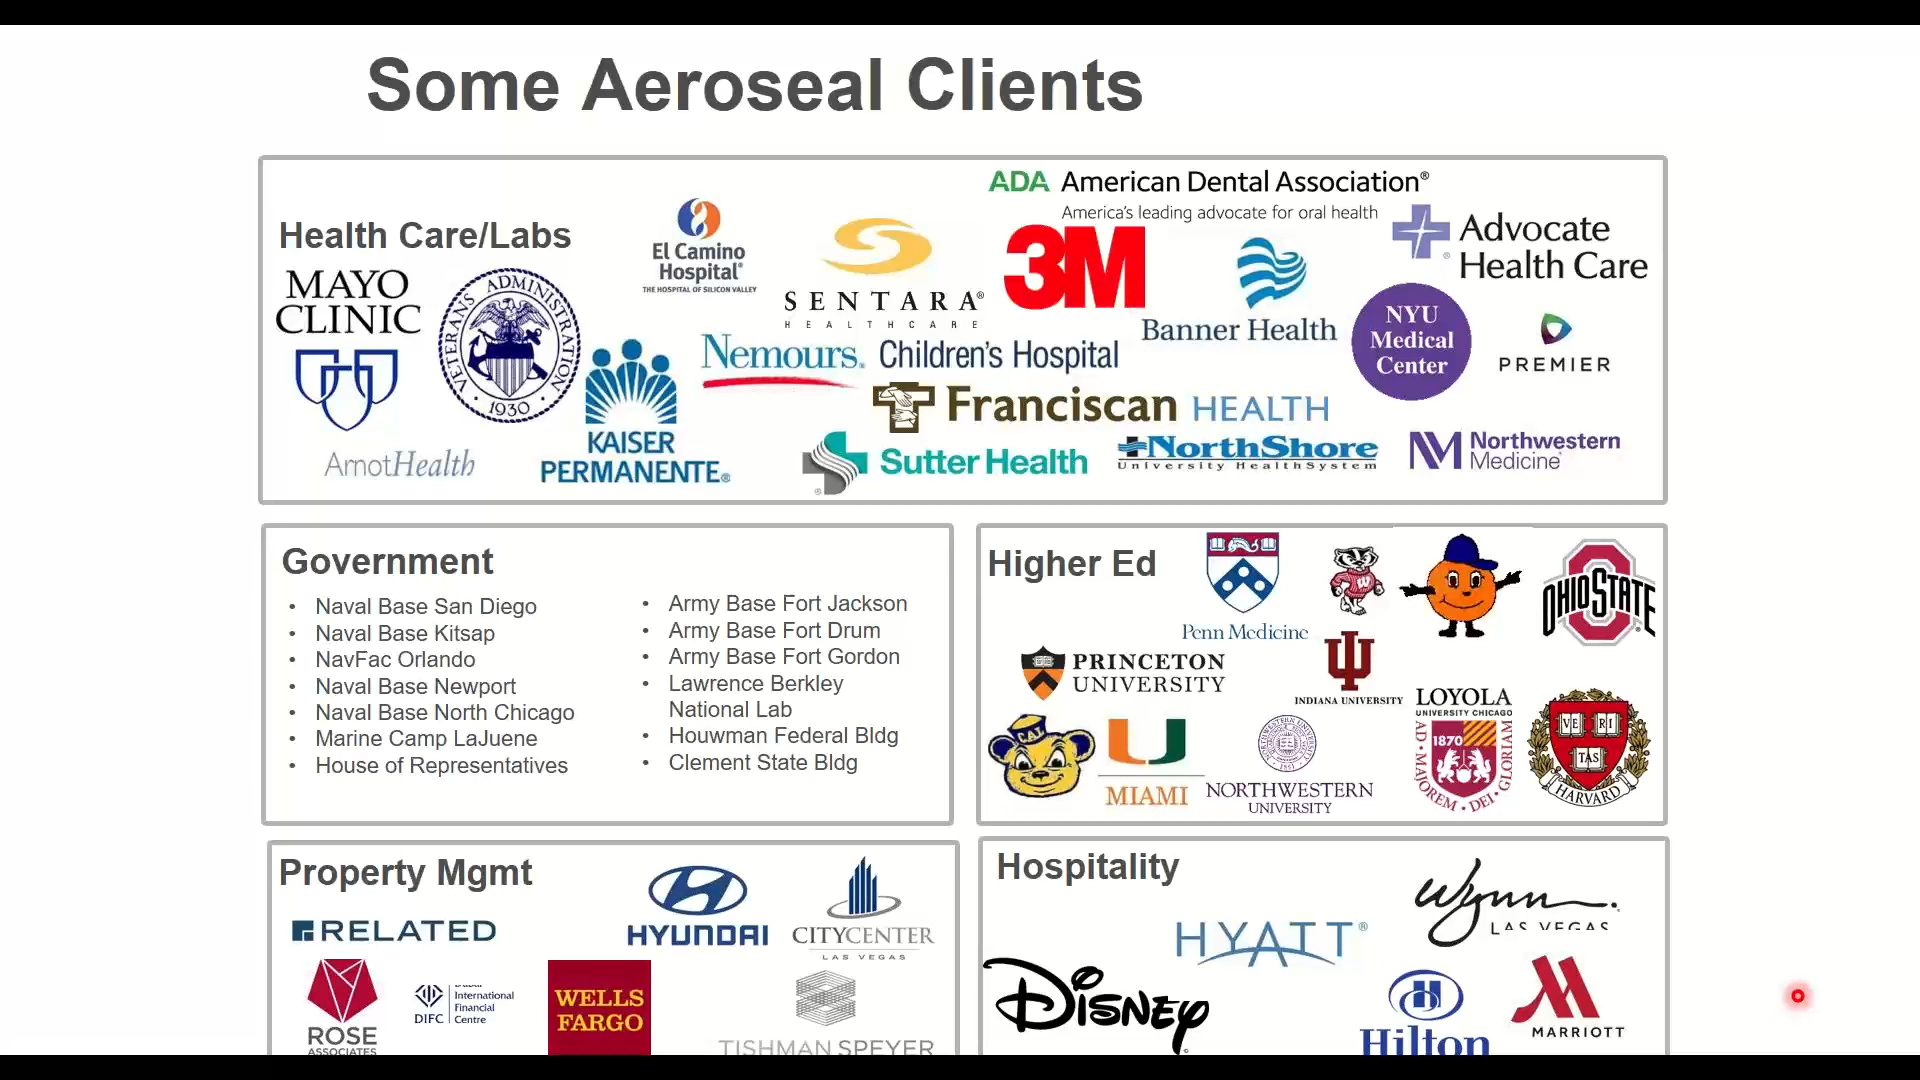 Some Aeroseal Clients
Health Care/Labs
MAYO
CLINIC
VETERANS ADMINISTRATION
1930
El Camino
Hospital®
THE HOSPITAL OF SILICON VALLEY
SENTARA®
HEALTHCARE
ADA American Dental Association®
America's leading advocate for oral health
3M
Banner Health
Advocate
Health Care
NYU
Medical
Center
PREMIER
Nemours. Children's Hospital
Franciscan HEALTH
ArnotHealth
KAISER
PERMANENTE®
Sutter Health
NorthShore
University HealthSystem
Northwestern
Medicine
Government
• Naval Base San Diego
• Naval Base Kitsap
• NavFac Orlando
• Naval Base Newport
• Naval Base North Chicago
• Marine Camp LaJuene
• House of Representatives
• Army Base Fort Jackson
• Army Base Fort Drum
• Army Base Fort Gordon
• Lawrence Berkley
National Lab
• Houwman Federal Bldg
• Clement State Bldg
Higher Ed
Penn Medicine
W
OHIO STATE
PRINCETON
UNIVERSITY
INDIANA UNIVERSITY
CAL
U
MIAMI
NORTHWESTERN
UNIVERSITY
LOYOLA
UNIVERSITY CHICAGO
1870
AD • MAJOREM • DEI • GLORIAM
VE RI
TAS
HARVARD
Property Mgmt
RELATED
HYUNDAI
CITYCENTER
LAS VEGAS
ROSE
ASSOCIATES
DIFC
International
Financial
Centre
WELLS
FARGO
TISHMAN SPEYER
Hospitality
HYATT®
Wynn
LAS VEGAS
Disney
Hilton
MARRIOTT